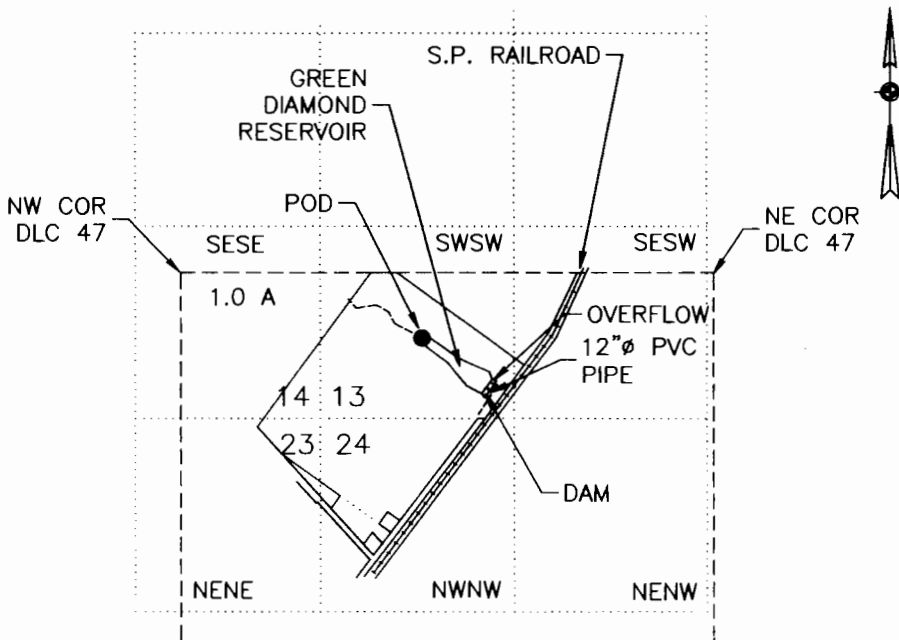 S.P. RAILROAD
GREEN
DIAMOND
RESERVOIR
POD
NW COR
DLC 47
NE COR
DLC 47
SESE
SWSW
SESW
1.0 A
OVERFLOW
12"ø PVC
PIPE
14 13
23 24
DAM
NENE
NWNW
NENW